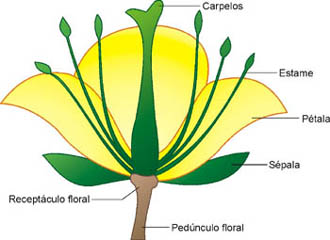 Carpelos
Estame
Pétala
Sépala
Receptáculo floral
Pedúnculo floral